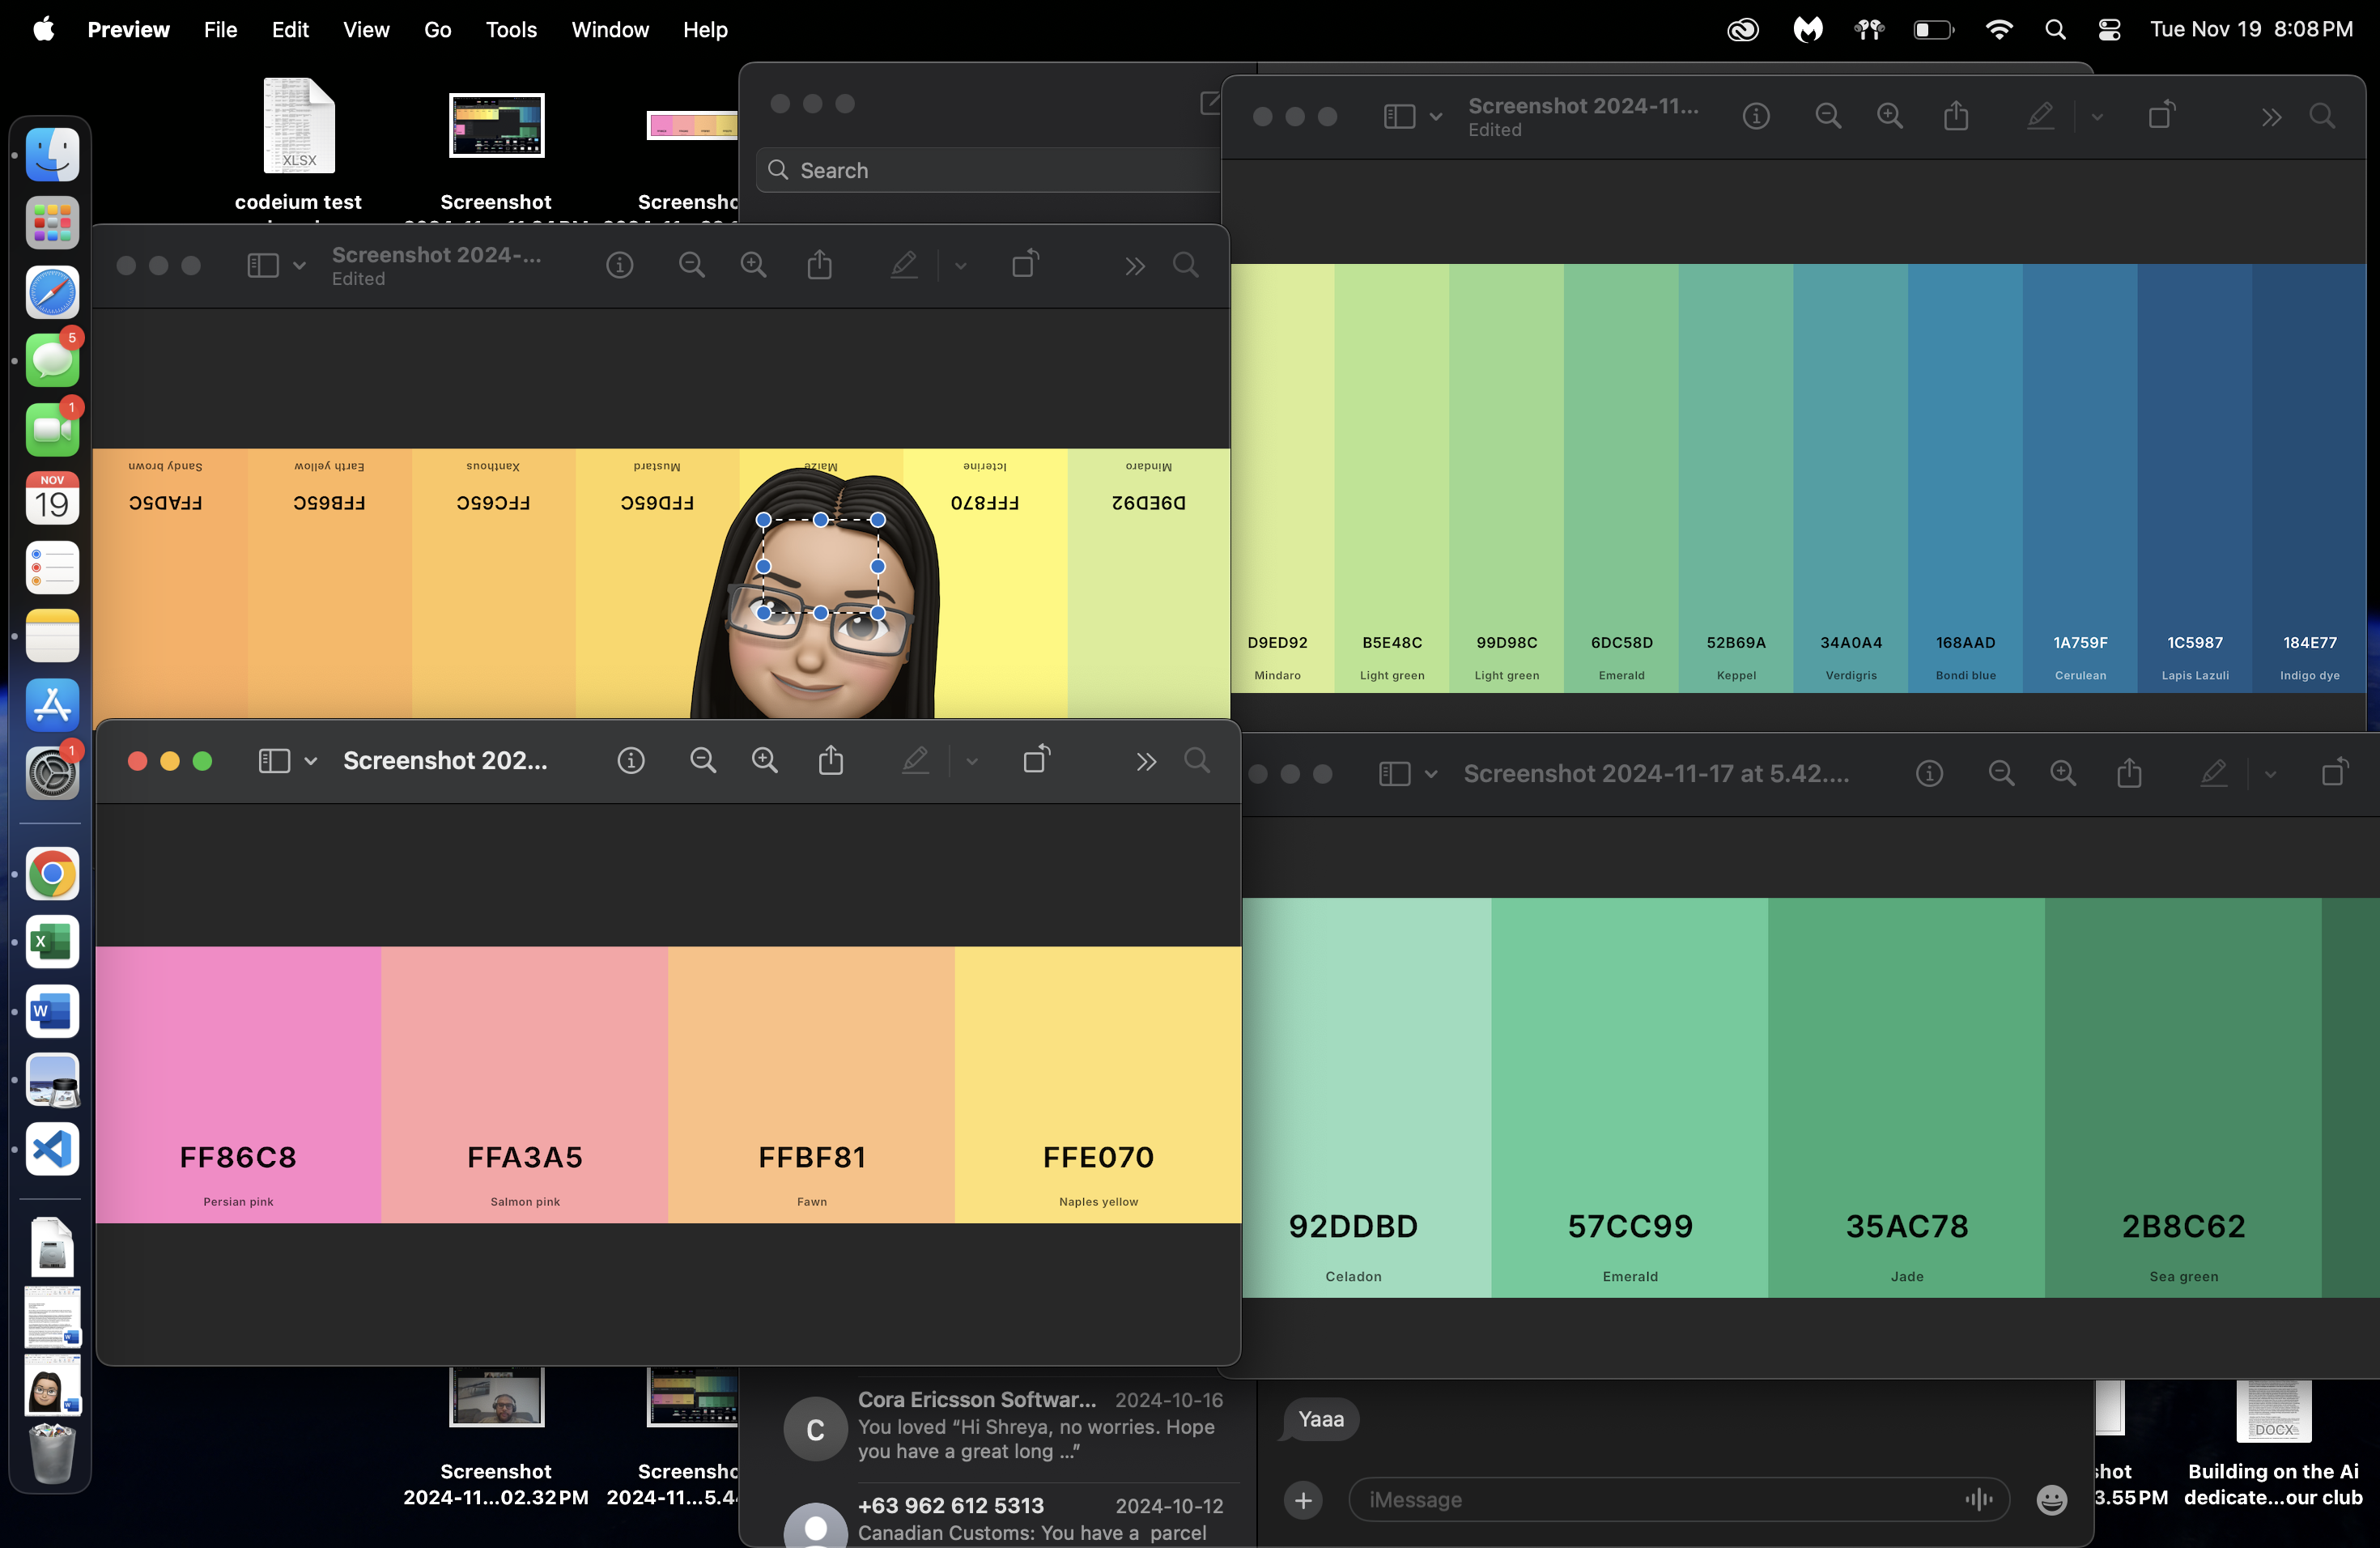 Preview File Edit View Go Tools Window Help
Tue Nov 19 8:08 PM
XLSX
codeium test
Screenshot
Screensho
Search
Screenshot 2024-11...
Edited
5
1
NOV
19
1
Screenshot 2024-...
Edited
Sandy brown
FFAD5C
Earth yellow
FFB65C
Xanthous
FFC65C
Mustard
FFD65C
Maize
Icterine
FFF870
Mindaro
D9ED92
D9ED92
Mindaro
B5E48C
Light green
99D98C
Light green
6DC58D
Emerald
52B69A
Keppel
34A0A4
Verdigris
168AAD
Bondi blue
1A759F
Cerulean
1C5987
Lapis Lazuli
184E77
Indigo dye
Screenshot 202...
FF86C8
Persian pink
FFA3A5
Salmon pink
FFBF81
Fawn
FFE070
Naples yellow
Screenshot 2024-11-17 at 5.42....
92DDBD
Celadon
57CC99
Emerald
35AC78
Jade
2B8C62
Sea green
X
W
Screenshot
2024-11...02.32 PM
Screensho
2024-11...5.4
C
Cora Ericsson Softwar... 2024-10-16
You loved “Hi Shreya, no worries. Hope
you have a great long ...”
+63 962 612 5313 2024-10-12
Canadian Customs: You have a parcel
Yaaa
iMessage
shot
3.55 PM
DOCX
Building on the Ai
dedicate...our club